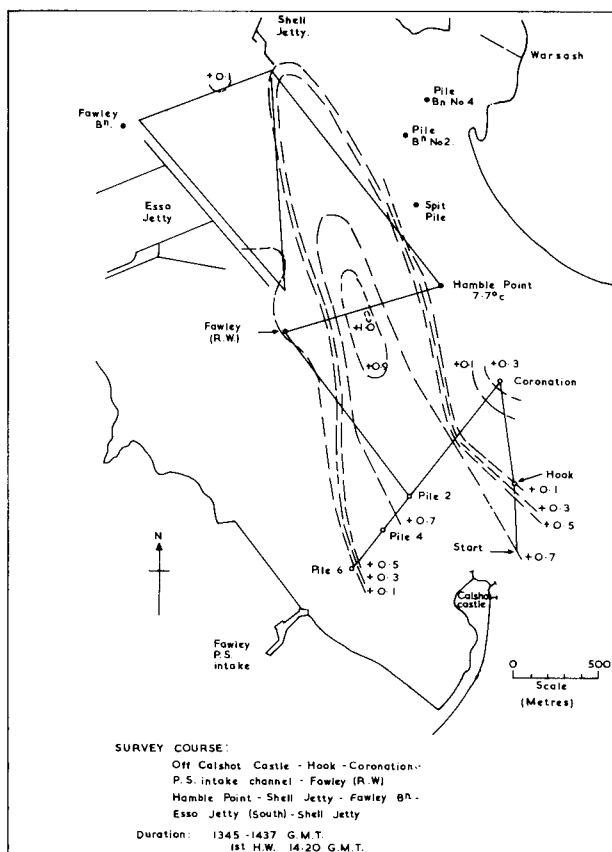 Shell
Jetty.
Warsash
+0.1
Pile
Bn No 4
Fawley
Bn.
Pile
Bn No2.
Esso
Jetty
Spit
Pile
Hamble Point
7.7°c
Fawley
(R.W.)
+1.0
+0.9
+0.1 +0.3
Coronation
Hook
+0.1
+0.3
+0.5
Pile 2
+0.7
Pile 4
Start
+0.7
Pile 6
+0.5
+0.3
+0.1
N
Calshot
castle
Fawley
P.S.
intake
0 500
Scale
(Metres)
SURVEY COURSE:
Off Calshot Castle - Hook - Coronation -
P.S. intake channel - Fawley (R.W)
Hamble Point - Shell Jetty - Fawley Bn -
Esso Jetty (South) - Shell Jetty
Duration: 1345 - 1437 G.M.T.
1st H.W. 14.20 G.M.T.